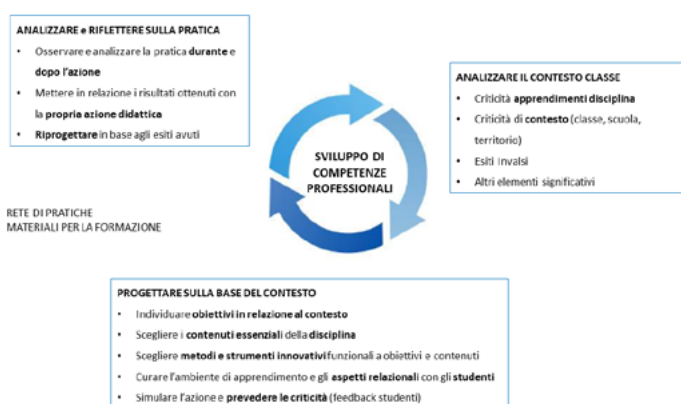 ANALIZZARE e RIFLETTERE SULLA PRATICA
• Osservare e analizzare la pratica durante e
dopo l'azione
• Mettere in relazione i risultati ottenuti con
la propria azione didattica
• Riprogettare in base agli esiti avuti
ANALIZZARE IL CONTESTO CLASSE
• Criticità apprendimenti disciplina
• Criticità di contesto (classe, scuola,
territorio)
• Esiti Invalsi
• Altri elementi significativi
SVILUPPO DI
COMPETENZE
PROFESSIONALI
RETE DI PRATICHE
MATERIALI PER LA FORMAZIONE
PROGETTARE SULLA BASE DEL CONTESTO
• Individuare obiettivi in relazione al contesto
• Scegliere i contenuti essenziali della disciplina
• Scegliere metodi e strumenti innovativi funzionali a obiettivi e contenuti
• Curare l'ambiente di apprendimento e gli aspetti relazionali con gli studenti
• Simulare l'azione e prevedere le criticità (feedback studenti)